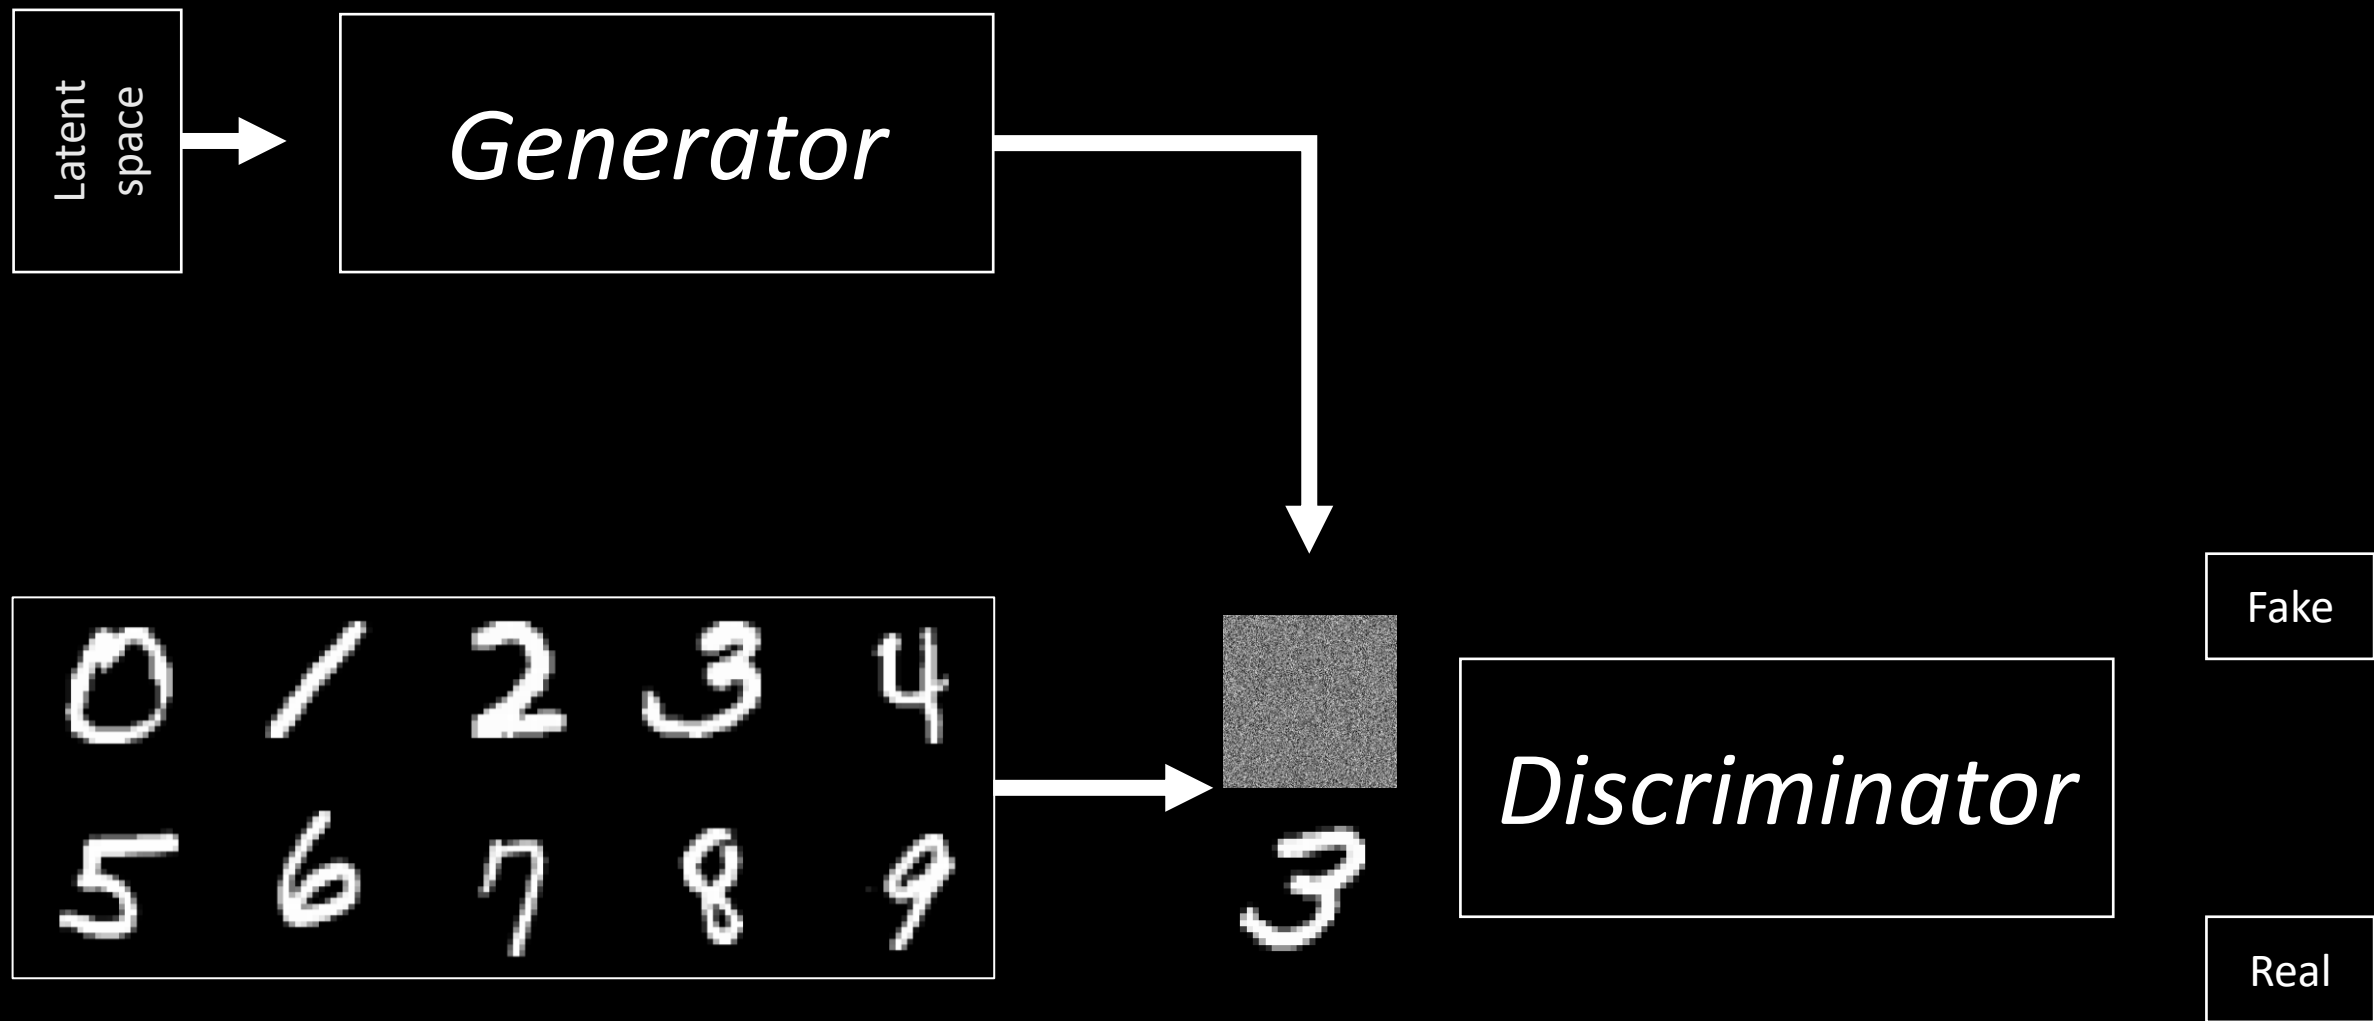 Latent
space
Generator
Fake
0 1 2 3 4
5 6 7 8 9
3
Discriminator
Real